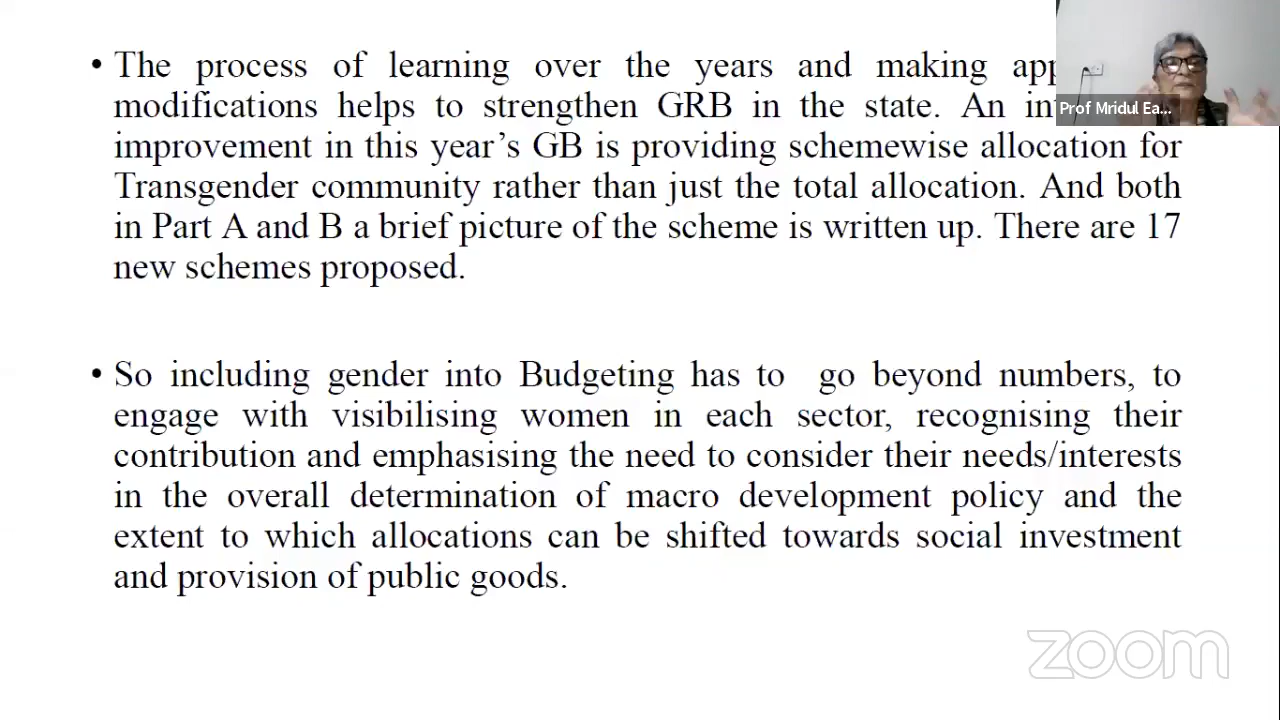 • The process of learning over the years and making
modifications helps to strengthen GRB in the state. An
improvement in this year's GB is providing schemewise allocation for
Transgender community rather than just the total allocation. And both
in Part A and B a brief picture of the scheme is written up. There are 17
new schemes proposed.
• So including gender into Budgeting has to go beyond numbers, to
engage with visibilising women in each sector, recognising their
contribution and emphasising the need to consider their needs/interests
in the overall determination of macro development policy and the
extent to which allocations can be shifted towards social investment
and provision of public goods.
Prof Mridul Ea...
zoom